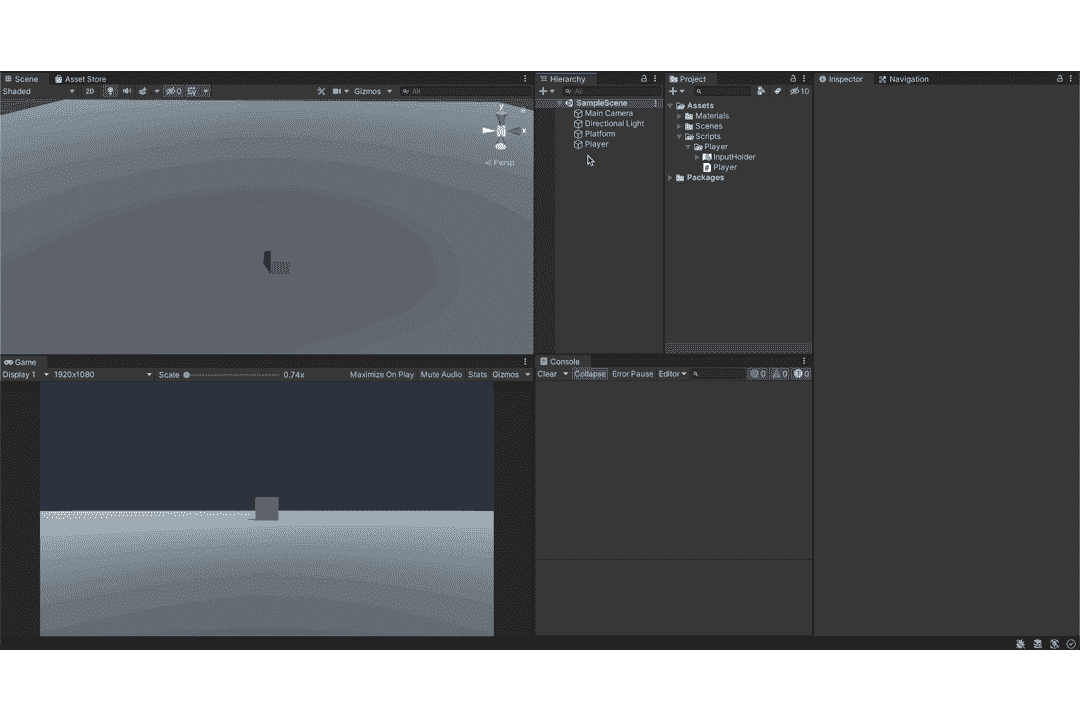 Scene Asset Store
Shaded 2D 0 Gizmos All
y
x
Persp
Game
Display 1 1920x1080 Scale 0.74x Maximize On Play Mute Audio Stats Gizmos
Hierarchy
All
SampleScene
Main Camera
Directional Light
Platform
Player
Project
10
Assets
Materials
Scenes
Scripts
Player
InputHolder
Player
Packages
Console
Clear Collapse Error Pause Editor 0 0 0
Inspector Navigation